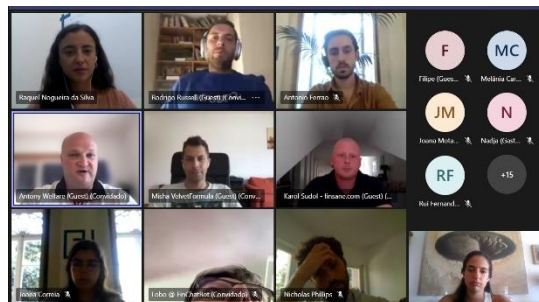 Raquel Nogueira da Silva
Rodrigo Russell (Guest) (Convi...
Antonio Ferrao
F
MC
Filipe (Gues...
Melânia Car...
JM
N
Joana Mota...
Nadja (Gast...
Antony Welfare (Guest) (Convidado)
Misha VelvetFormula (Guest) (Conv...
Karol Sudol - finsane.com (Guest) (...
RF
+15
Rui Fernand...
Joana Correia
Lobo @ FinChatBot (Convidado)
Nicholas Phillips